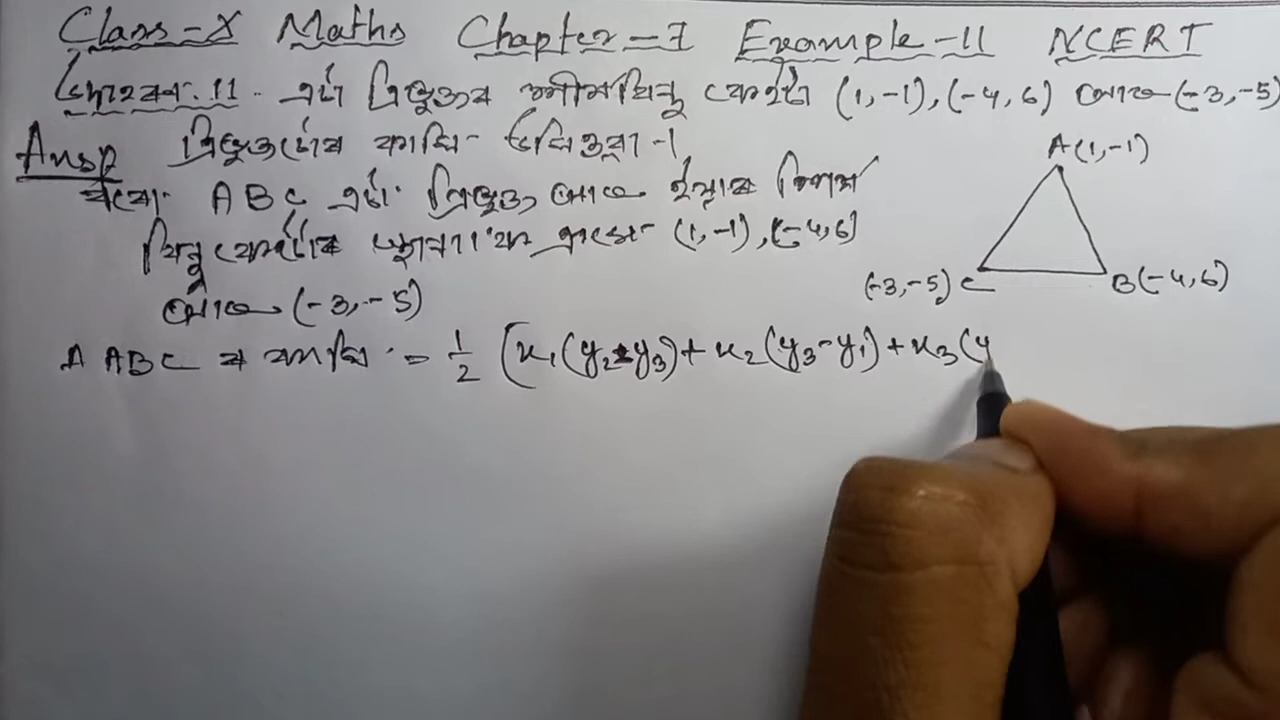 Class-X Maths Chapter-7 Example-11 NCERT
উদাহৰণ.11. এটা ত্ৰিভুজৰ শীৰ্ষবিন্দু কেইটা (1,-1), (-4, 6) আৰু (-3,-5)
Ans: ত্ৰিভুজটোৰ কালি- উলিওৱা -।
A(1,-1)
ধৰো ABC এটা ত্ৰিভুজ আৰু ইয়াৰ
বিন্দু কেইটাৰ (1,-1), (-4,6)
(-3,-5) C
B(-4,6)
আৰু (-3,-5)
Δ ABC ৰ কালি = 1/2 [x₁(y₂-y₃)+x₂(y₃-y₁)+x₃(y